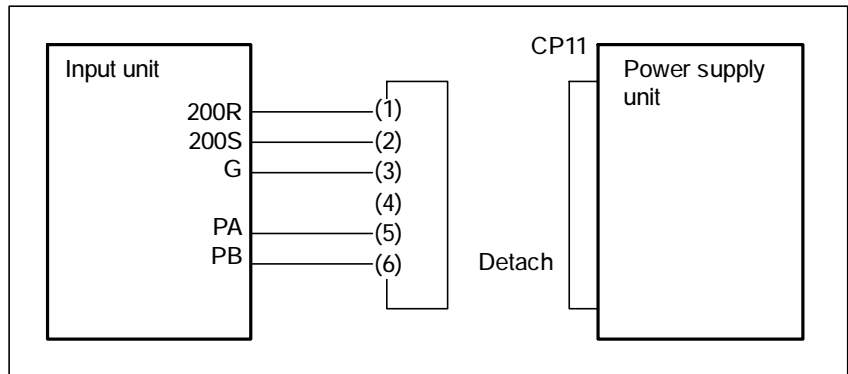 Input unit
200R
200S
G
PA
PB
(1)
(2)
(3)
(4)
(5)
(6)
Detach
CP11
Power supply
unit